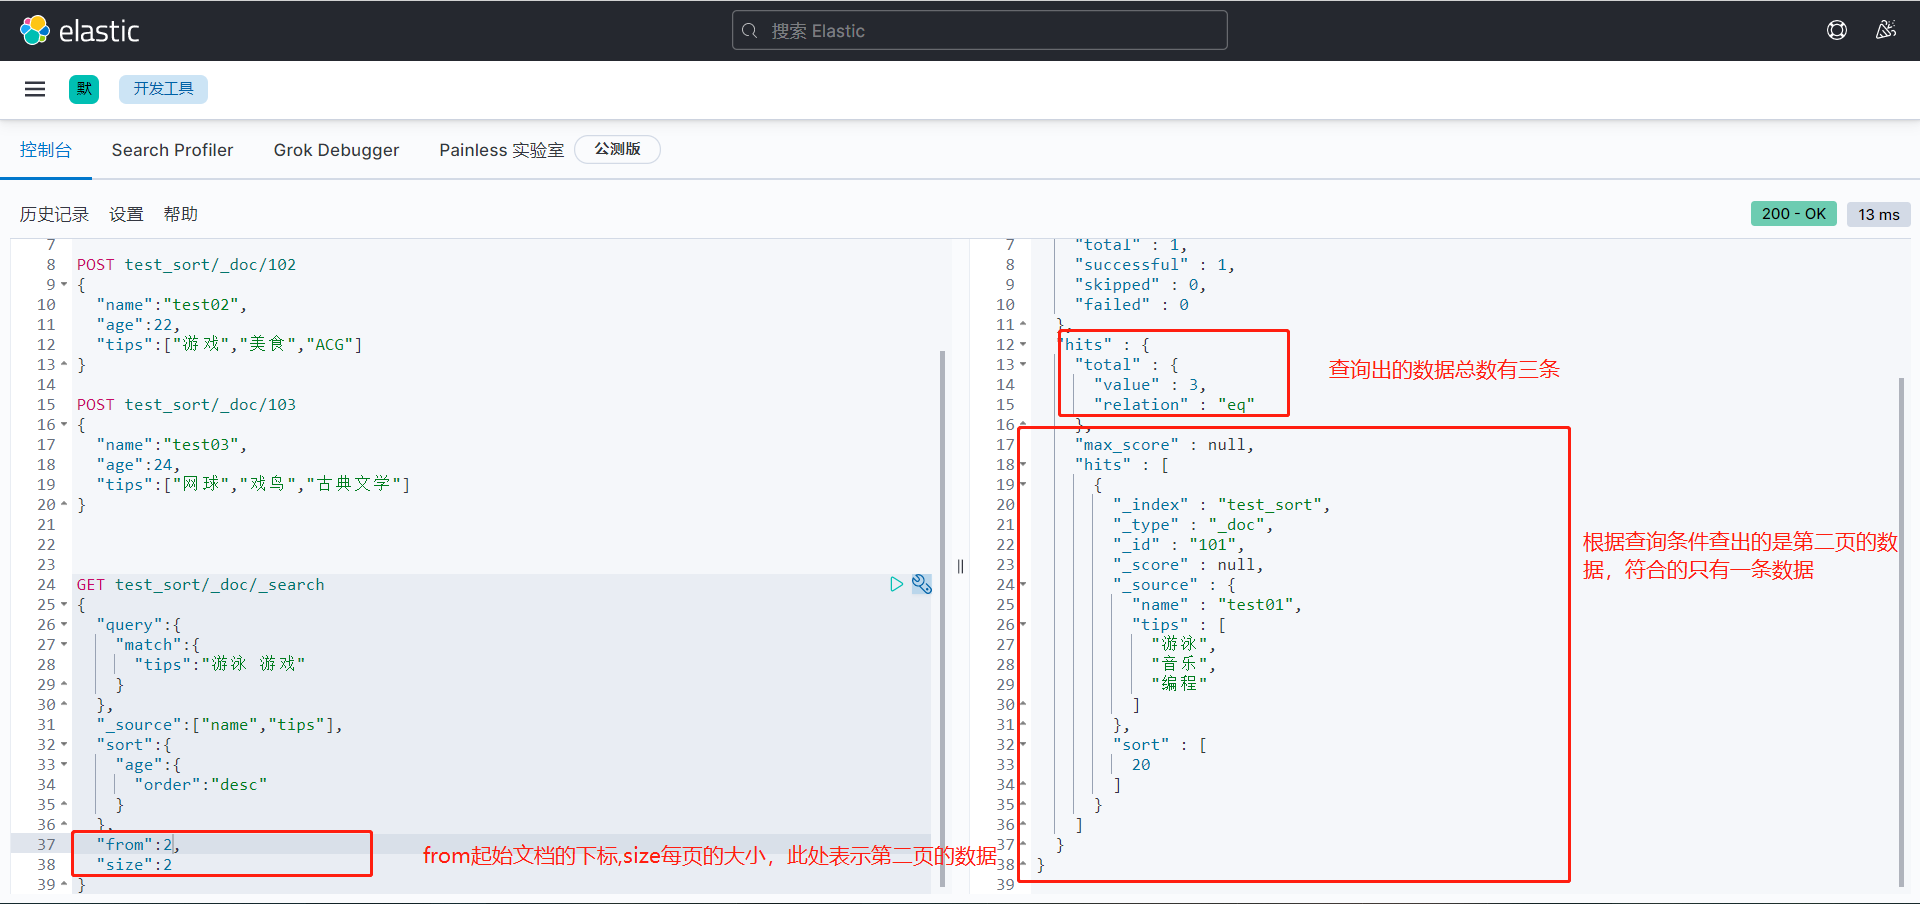 elastic
搜索 Elastic
默
开发工具
控制台 Search Profiler Grok Debugger Painless 实验室 公测版
历史记录 设置 帮助
200 - OK 13 ms
7
8 POST test_sort/_doc/102
9 {
10 "name":"test02",
11 "age":22,
12 "tips":["游戏","美食","ACG"]
13 }
14
15 POST test_sort/_doc/103
16 {
17 "name":"test03",
18 "age":24,
19 "tips":["网球","戏鸟","古典文学"]
20 }
21
22
23
24 GET test_sort/_doc/_search
25 {
26 "query":{
27 "match":{
28 "tips":"游泳 游戏"
29 }
30 },
31 "_source":["name","tips"],
32 "sort":{
33 "age":{
34 "order":"desc"
35 }
36 },
37 "from":2,
38 "size":2
39 }
from起始文档的下标,size每页的大小，此处表示第二页的数据
7 "total" : 1,
8 "successful" : 1,
9 "skipped" : 0,
10 "failed" : 0
11 },
12 "hits" : {
13 "total" : {
14 "value" : 3,
15 "relation" : "eq"
16 },
17 "max_score" : null,
18 "hits" : [
19 {
20 "_index" : "test_sort",
21 "_type" : "_doc",
22 "_id" : "101",
23 "_score" : null,
24 "_source" : {
25 "name" : "test01",
26 "tips" : [
27 "游泳",
28 "音乐",
29 "编程"
30 ]
31 },
32 "sort" : [
33 20
34 ]
35 }
36 ]
37 }
38 }
39
查询出的数据总数有三条
根据查询条件查出的是第二页的数
据，符合的只有一条数据